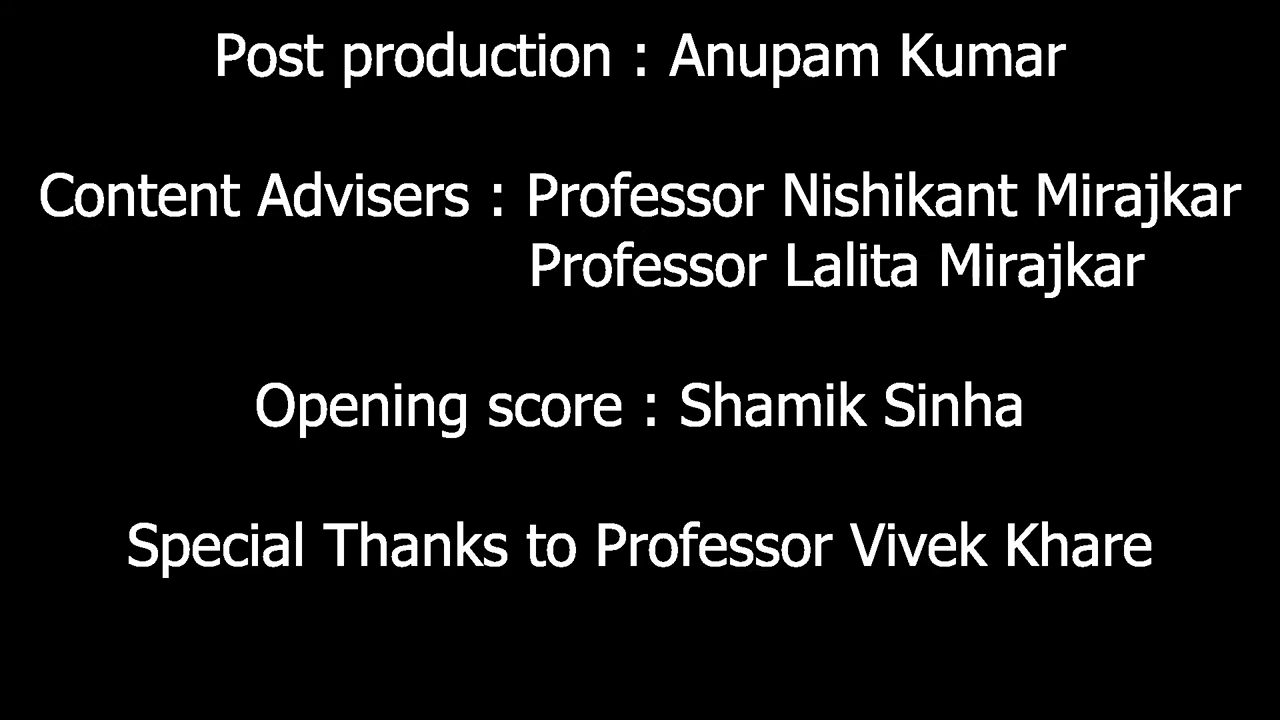 Post production : Anupam Kumar
Content Advisers : Professor Nishikant Mirajkar
Professor Lalita Mirajkar
Opening score : Shamik Sinha
Special Thanks to Professor Vivek Khare